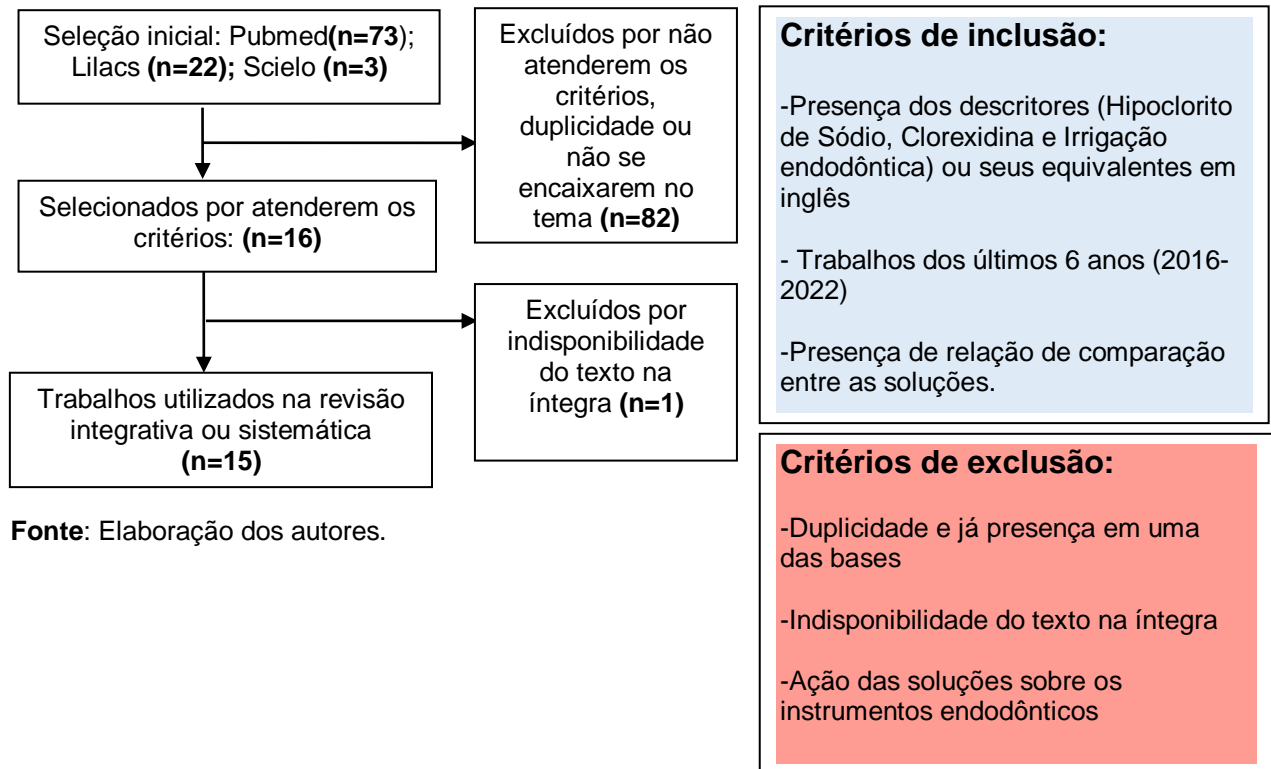 Seleção inicial: Pubmed(n=73);
Lilacs (n=22); Scielo (n=3)
Excluídos por não
atenderem os
critérios,
duplicidade ou
não se
encaixarem no
tema (n=82)
Selecionados por atenderem os
critérios: (n=16)
Excluídos por
indisponibilidade
do texto na
íntegra (n=1)
Trabalhos utilizados na revisão
integrativa ou sistemática
(n=15)
Fonte: Elaboração dos autores.
Critérios de inclusão:
-Presença dos descritores (Hipoclorito
de Sódio, Clorexidina e Irrigação
endodôntica) ou seus equivalentes em
inglês
- Trabalhos dos últimos 6 anos (2016-
2022)
-Presença de relação de comparação
entre as soluções.
Critérios de exclusão:
-Duplicidade e já presença em uma
das bases
-Indisponibilidade do texto na íntegra
-Ação das soluções sobre os
instrumentos endodônticos